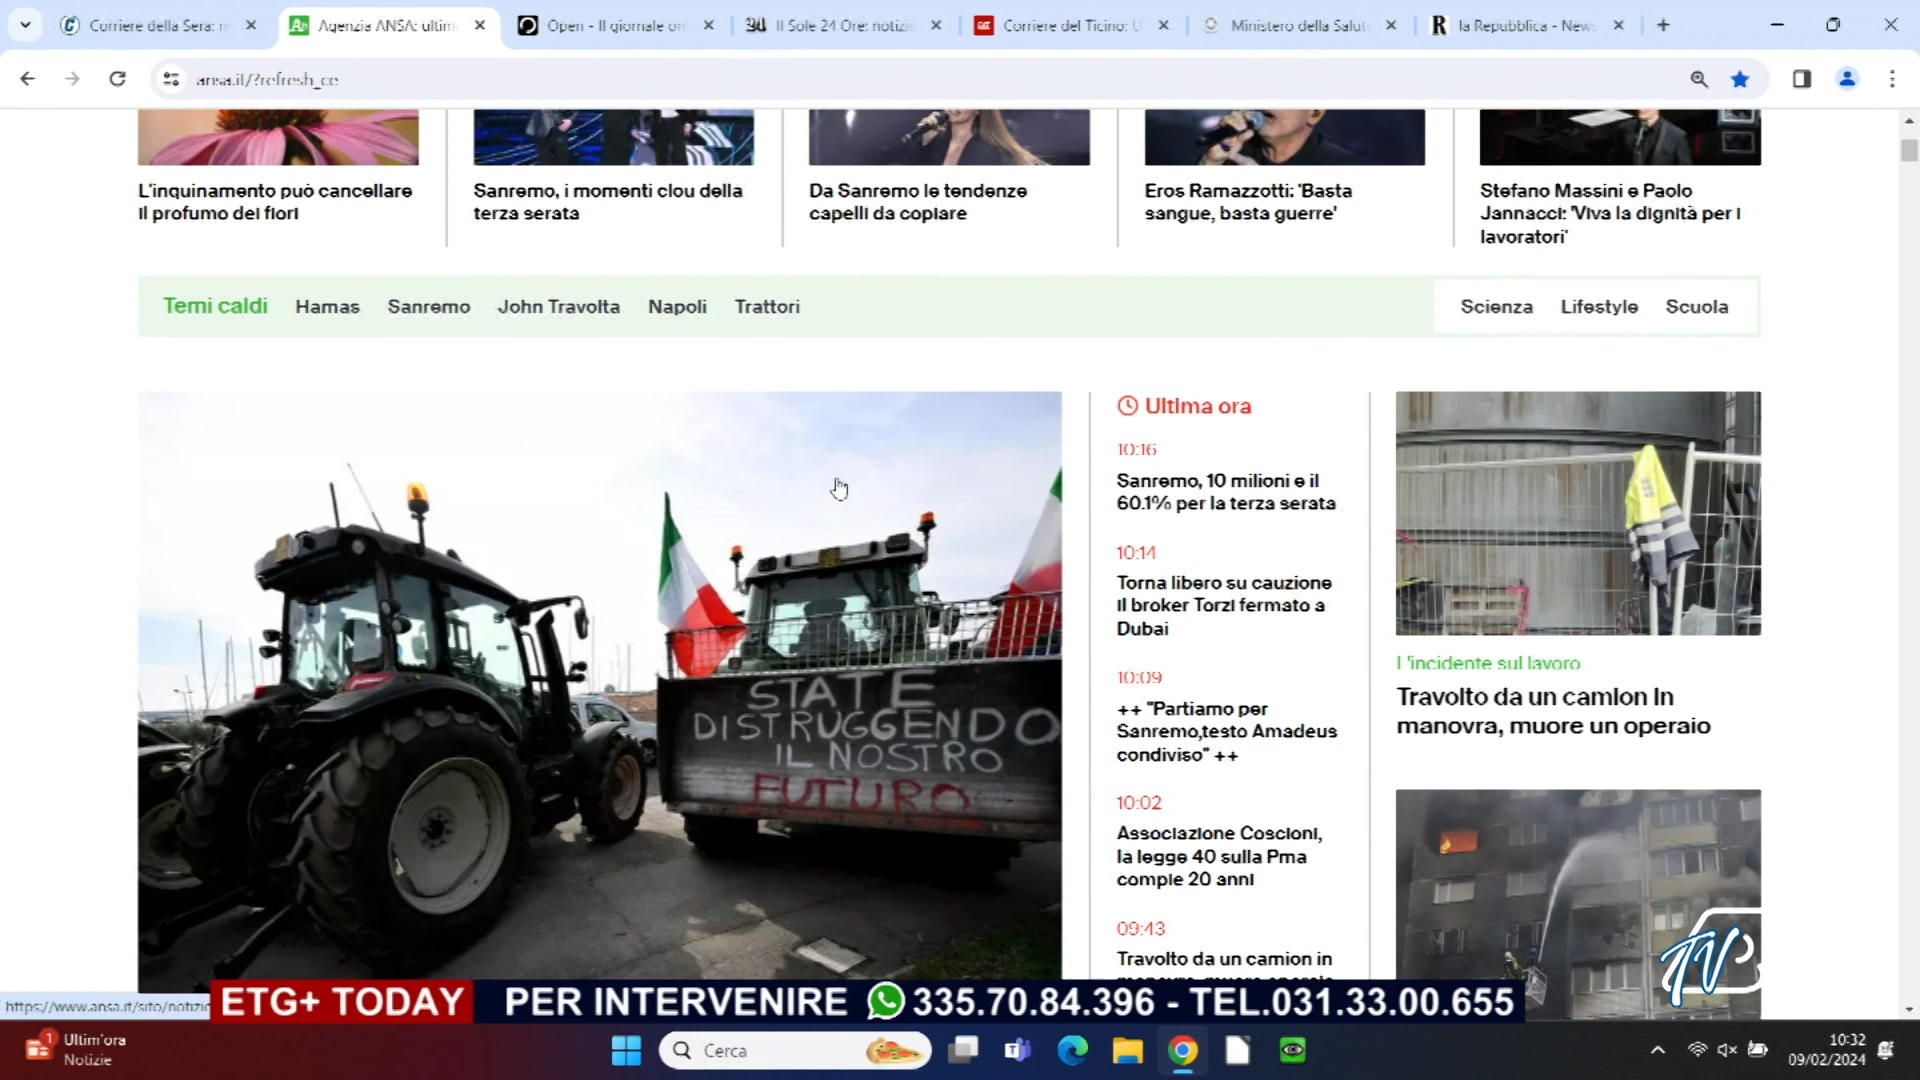 Corriere della Sera: n
Agenzia ANSA: ultim
Open - Il giornale on
Il Sole 24 Ore: notizie
Corriere del Ticino: U
Ministero della Salut
la Repubblica - News
ansa.it/?refresh_ce
L'inquinamento può cancellare
il profumo dei fiori
Sanremo, i momenti clou della
terza serata
Da Sanremo le tendenze
capelli da copiare
Eros Ramazzotti: 'Basta
sangue, basta guerre'
Stefano Massini e Paolo
Jannacci: 'Viva la dignità per i
lavoratori'
Temi caldi Hamas Sanremo John Travolta Napoli Trattori
Scienza Lifestyle Scuola
STATE
DISTRUGGENDO
IL NOSTRO
FUTURO
Ultima ora
10:16
Sanremo, 10 milioni e il
60.1% per la terza serata
10:14
Torna libero su cauzione
il broker Torzi fermato a
Dubai
10:09
++ "Partiamo per
Sanremo,testo Amadeus
condiviso" ++
10:02
Associazione Coscioni,
la legge 40 sulla Pma
compie 20 anni
09:43
Travolto da un camion in
L'incidente sul lavoro
Travolto da un camion in
manovra, muore un operaio
https://www.ansa.it/sito/notizie
ETG+ TODAY
PER INTERVENIRE 335.70.84.396 - TEL.031.33.00.655
1
Ultim'ora
Notizie
Cerca
10:32
09/02/2024